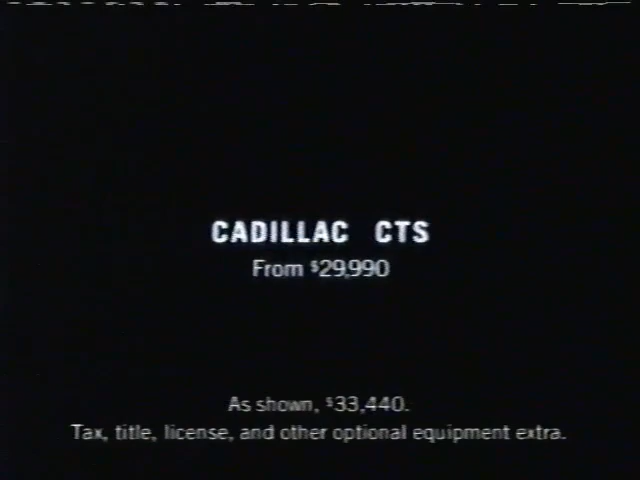 CADILLAC CTS
From $29,990
As shown, $33,440.
Tax, title, license, and other optional equipment extra.